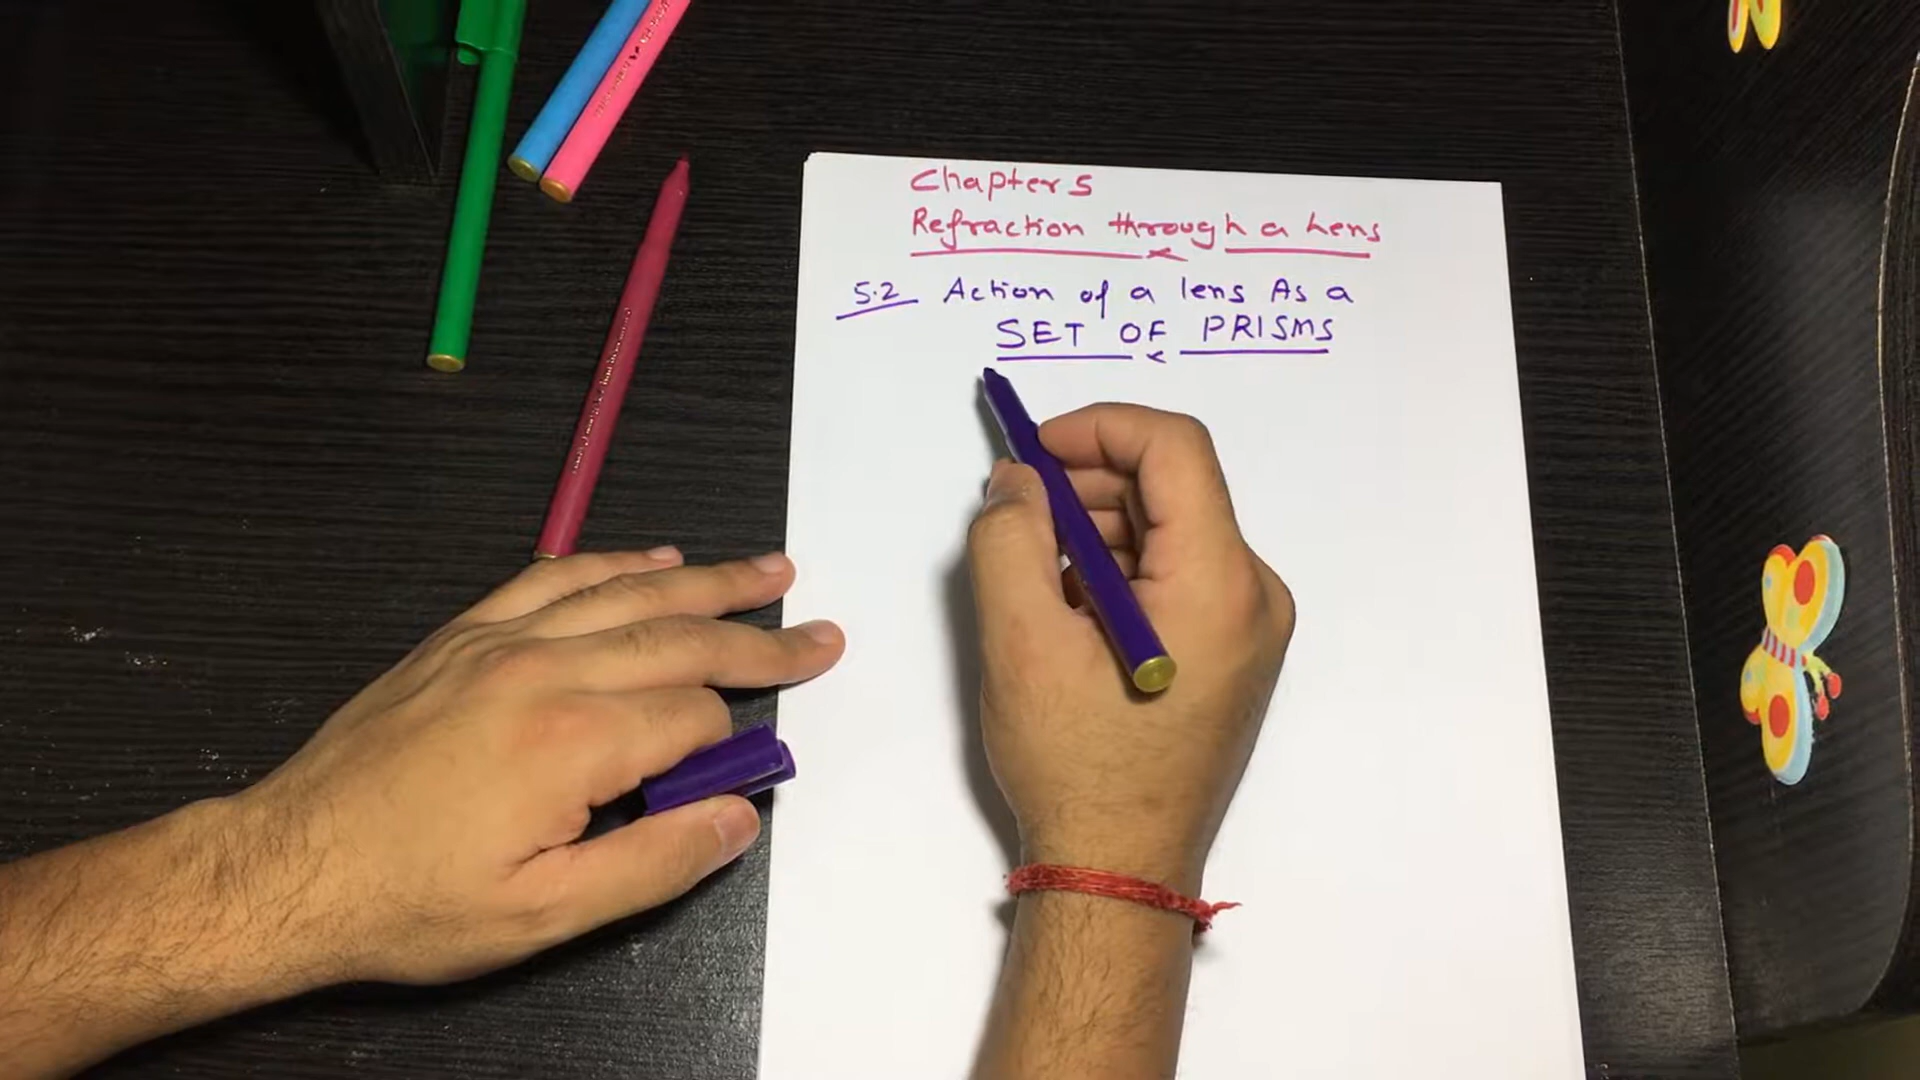 Chapter 5
Refraction through a Lens
5.2 Action of a lens As a
SET OF PRISMS